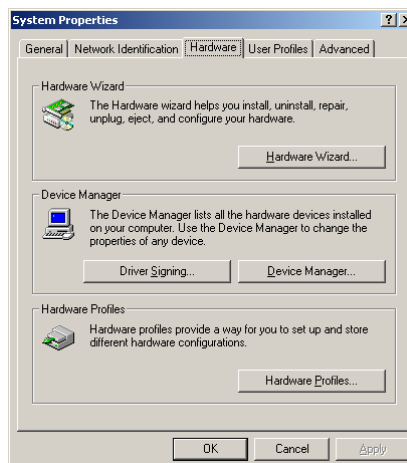 System Properties
General Network Identification Hardware User Profiles Advanced
Hardware Wizard
The Hardware wizard helps you install, uninstall, repair,
unplug, eject, and configure your hardware.
Hardware Wizard...
Device Manager
The Device Manager lists all the hardware devices installed
on your computer. Use the Device Manager to change the
properties of any device.
Driver Signing... Device Manager...
Hardware Profiles
Hardware profiles provide a way for you to set up and store
different hardware configurations.
Hardware Profiles...
OK Cancel Apply